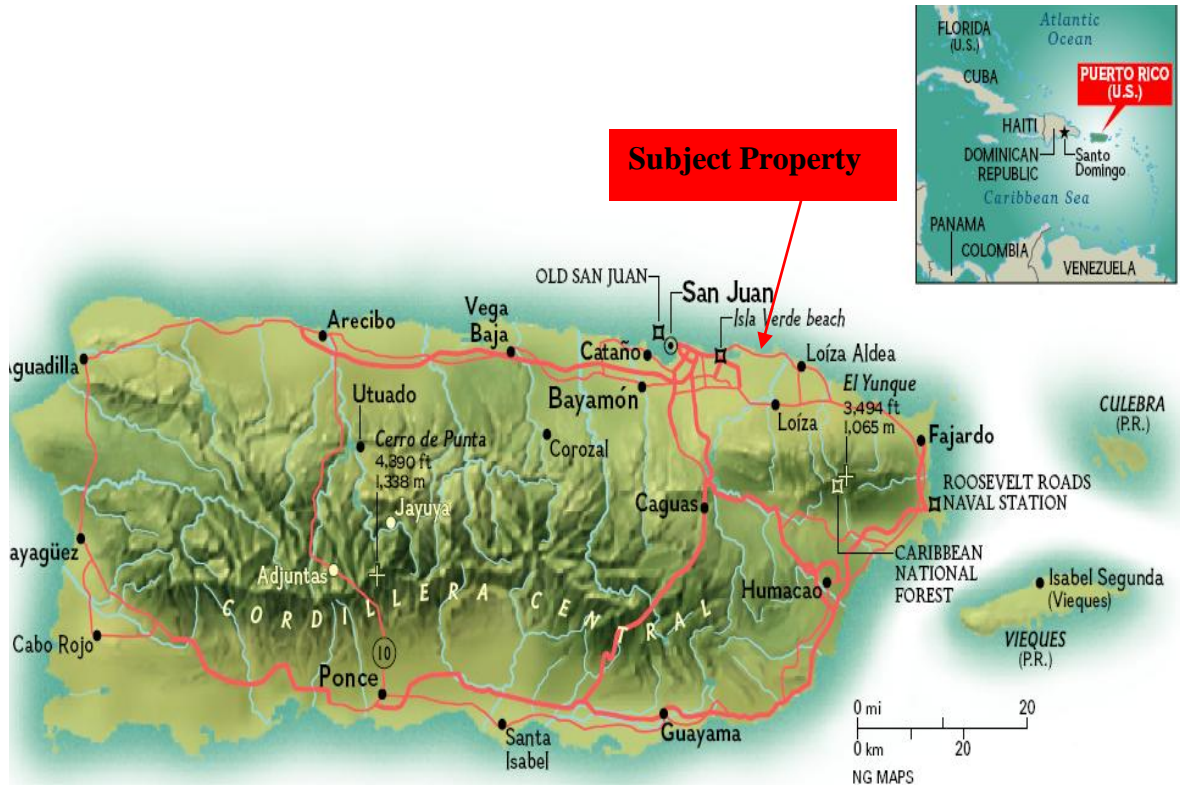 FLORIDA
(U.S.)
Atlantic
Ocean
CUBA
PUERTO RICO
(U.S.)
HAITI
DOMINICAN
REPUBLIC
Santo
Domingo
Caribbean Sea
PANAMA
COLOMBIA
VENEZUELA
Subject Property
OLD SAN JUAN
San Juan
Isla Verde beach
Arecibo
Vega
Baja
Cataño
Loíza Aldea
guadilla
Utuado
Bayamón
El Yunque
3,494 ft
1,065 m
Loíza
CULEBRA
(P.R.)
Cerro de Punta
4,390 ft
1,338 m
Corozal
Fajardo
Jayuya
Caguas
ROOSEVELT ROADS
NAVAL STATION
ayagüez
Adjuntas
CARIBBEAN
NATIONAL
FOREST
Humacao
Isabel Segunda
(Vieques)
CORDILLERA CENTRAL
Cabo Rojo
VIEQUES
(P.R.)
10
Ponce
Santa
Isabel
Guayama
0 mi 20
0 km 20
NG MAPS